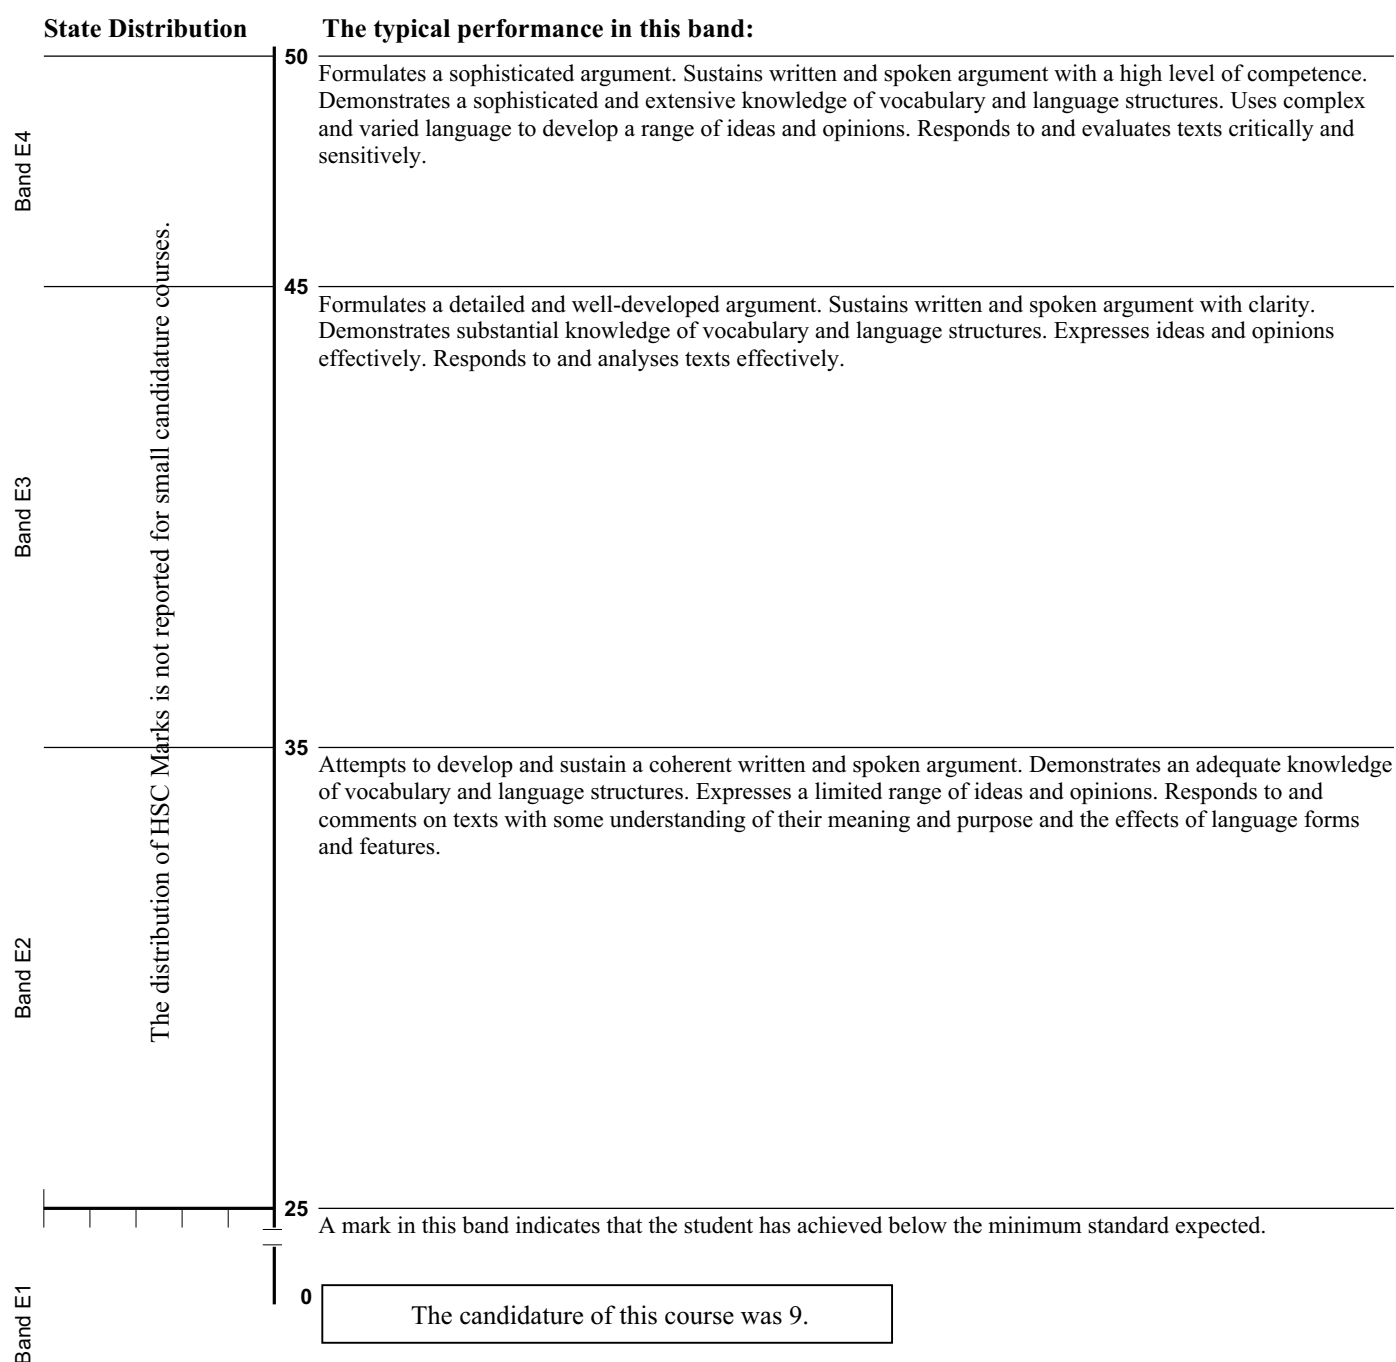 State Distribution
The typical performance in this band:
50
Formulates a sophisticated argument. Sustains written and spoken argument with a high level of competence.
Demonstrates a sophisticated and extensive knowledge of vocabulary and language structures. Uses complex
and varied language to develop a range of ideas and opinions. Responds to and evaluates texts critically and
sensitively.
Band E4
45
Formulates a detailed and well-developed argument. Sustains written and spoken argument with clarity.
Demonstrates substantial knowledge of vocabulary and language structures. Expresses ideas and opinions
effectively. Responds to and analyses texts effectively.
Band E3
The distribution of HSC Marks is not reported for small candidature courses.
35
Attempts to develop and sustain a coherent written and spoken argument. Demonstrates an adequate knowledge
of vocabulary and language structures. Expresses a limited range of ideas and opinions. Responds to and
comments on texts with some understanding of their meaning and purpose and the effects of language forms
and features.
Band E2
25
A mark in this band indicates that the student has achieved below the minimum standard expected.
0
The candidature of this course was 9.
Band E1